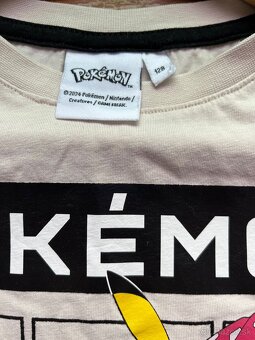 POKÉMON
©2024 Pokémon / Nintendo /
Creatures / GAME FREAK.
KÉMO